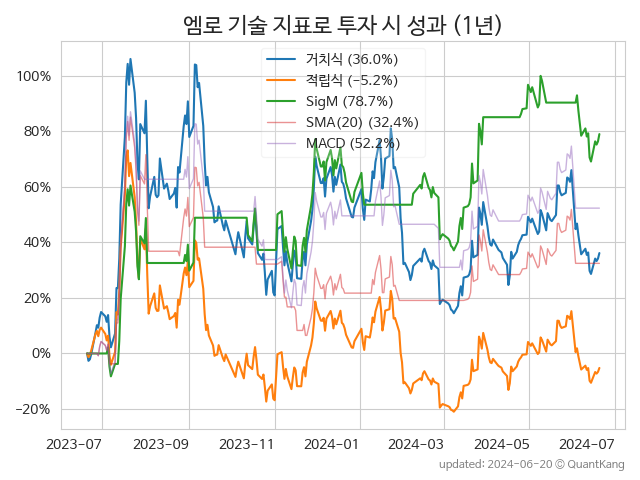 엠로 기술 지표로 투자 시 성과 (1년)
거치식 (36.0%)
적립식 (−5.2%)
SigM (78.7%)
SMA(20) (32.4%)
MACD (52.2%)
100%
80%
60%
40%
20%
0%
−20%
2023-07 2023-09 2023-11 2024-01 2024-03 2024-05 2024-07
updated: 2024-06-20 © QuantKang